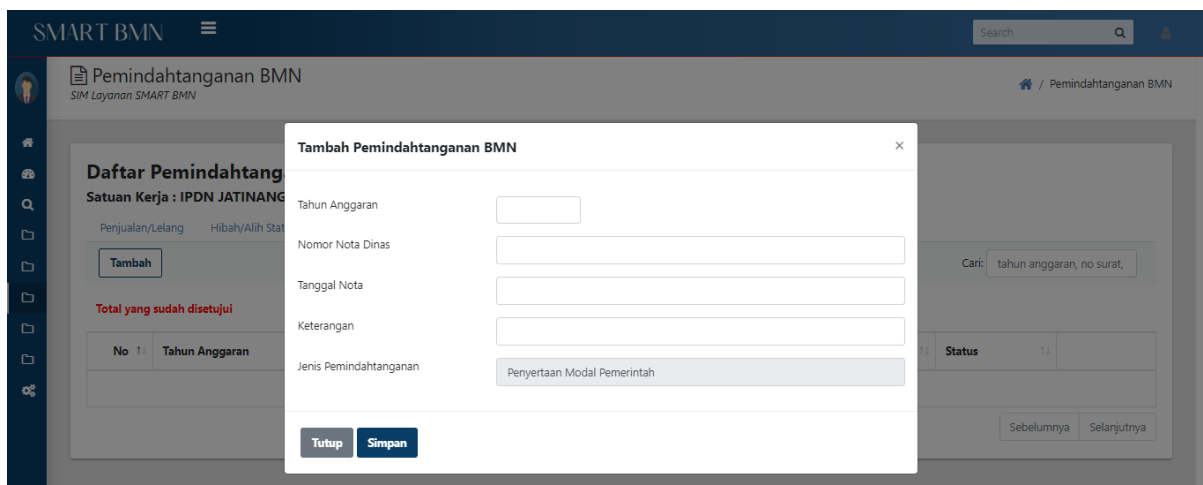 SMART BMN
Search
Pemindahtanganan BMN
SIM Layanan SMART BMN
/ Pemindahtanganan BMN
Tambah Pemindahtanganan BMN
×
Daftar Pemindahtang
Satuan Kerja : IPDN JATINANG
Penjualan/Lelang Hibah/Alih Stat
Tambah
Cari: tahun anggaran, no surat,
Total yang sudah disetujui
No Tahun Anggaran Status
Tahun Anggaran
Nomor Nota Dinas
Tanggal Nota
Keterangan
Jenis Pemindahtanganan Penyertaan Modal Pemerintah
Tutup Simpan
Sebelumnya Selanjutnya